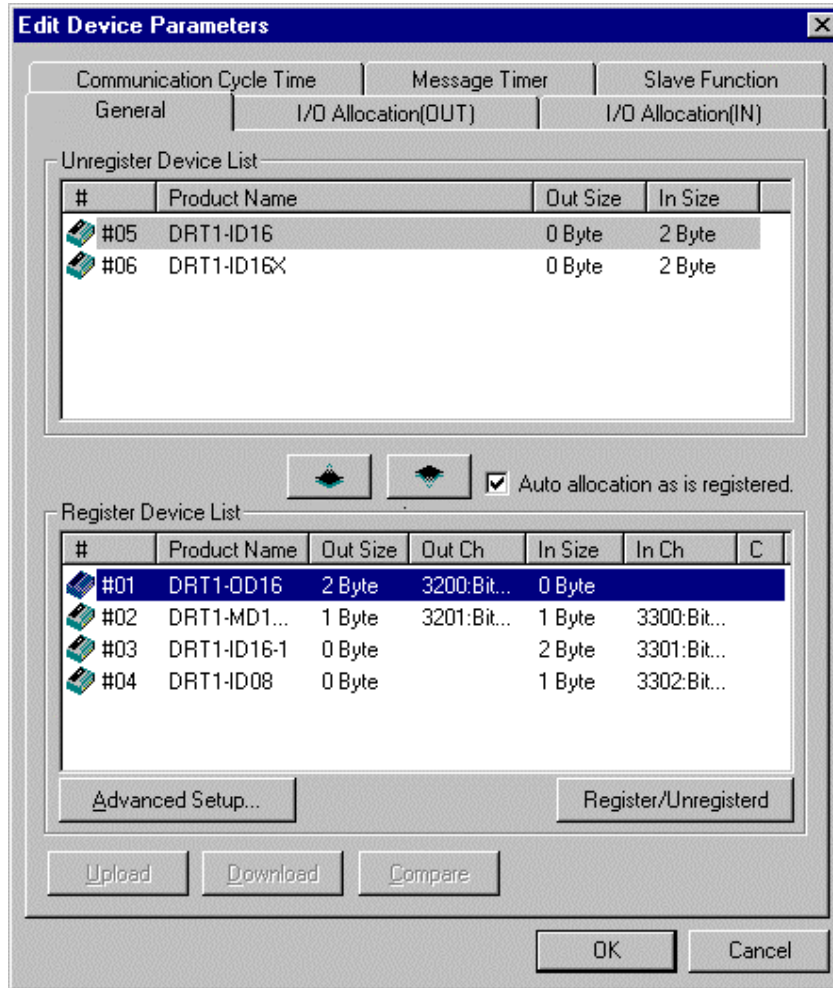 Edit Device Parameters
Communication Cycle Time Message Timer Slave Function
General I/O Allocation(OUT) I/O Allocation(IN)
Unregister Device List
# Product Name Out Size In Size
#05 DRT1-ID16 0 Byte 2 Byte
#06 DRT1-ID16X 0 Byte 2 Byte
Auto allocation as is registered.
Register Device List
# Product Name Out Size Out Ch In Size In Ch C
#01 DRT1-OD16 2 Byte 3200:Bit... 0 Byte
#02 DRT1-MD1... 1 Byte 3201:Bit... 1 Byte 3300:Bit...
#03 DRT1-ID16-1 0 Byte 2 Byte 3301:Bit...
#04 DRT1-ID08 0 Byte 1 Byte 3302:Bit...
Advanced Setup... Register/Unregisterd
Upload Download Compare
OK Cancel